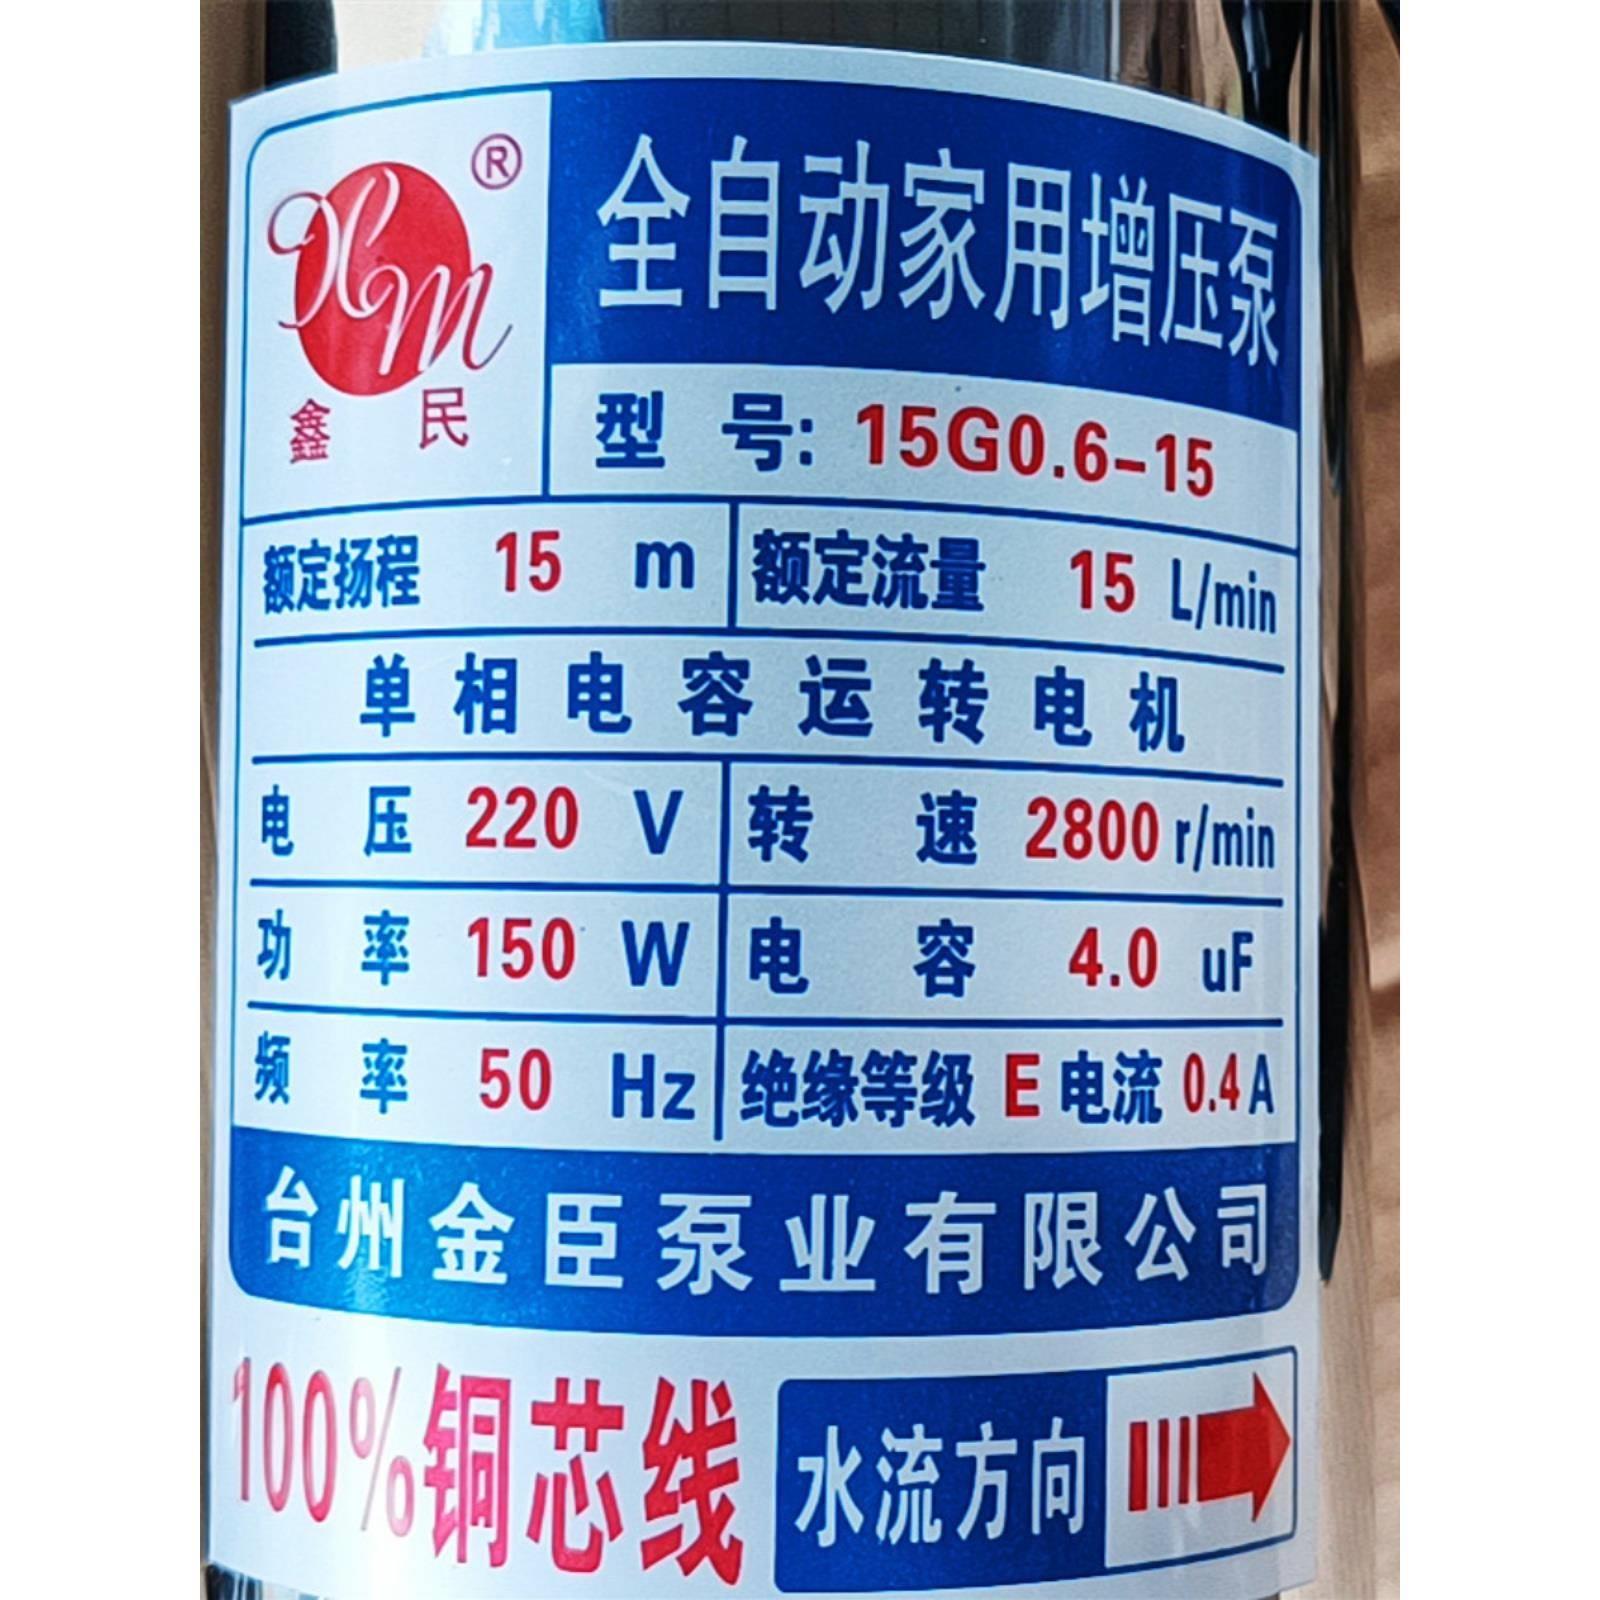 全自动家用增压泵
XM®
鑫民
型号: 15G0.6-15
额定扬程 15 m 额定流量 15 L/min
单相电容运转电机
电压 220 V 转速 2800 r/min
功率 150 W 电容 4.0 uF
频率 50 Hz 绝缘等级 E 电流 0.4 A
台州金臣泵业有限公司
100%铜芯线
水流方向